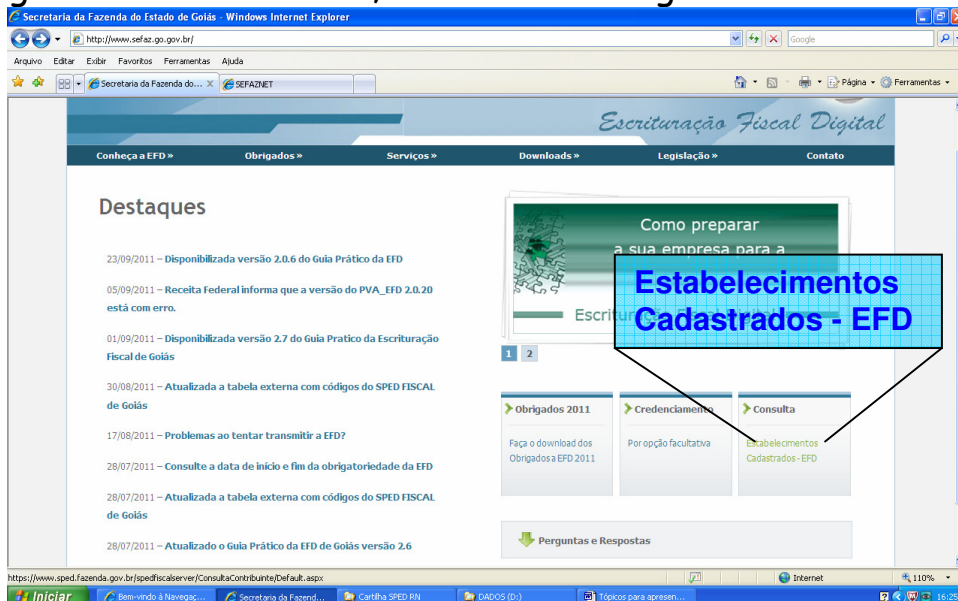 Secretaria da Fazenda do Estado de Goiás - Windows Internet Explorer
http://www.sefaz.go.gov.br/
Google
Arquivo Editar Exibir Favoritos Ferramentas Ajuda
Secretaria da Fazenda do... SEFAZNET
Página Ferramentas
Escrituração Fiscal Digital
Conheça a EFD » Obrigados » Serviços » Downloads » Legislação » Contato
Destaques
23/09/2011 – Disponibilizada versão 2.0.6 do Guia Prático da EFD
05/09/2011 – Receita Federal informa que a versão do PVA_EFD 2.0.20
está com erro.
01/09/2011 – Disponibilizada versão 2.7 do Guia Pratico da Escrituração
Fiscal de Goiás
30/08/2011 – Atualizada a tabela externa com códigos do SPED FISCAL
de Goiás
17/08/2011 – Problemas ao tentar transmitir a EFD?
28/07/2011 – Consulte a data de início e fim da obrigatoriedade da EFD
28/07/2011 – Atualizada a tabela externa com códigos do SPED FISCAL
de Goiás
28/07/2011 – Atualizado o Guia Prático da EFD de Goiás versão 2.6
Como preparar
a sua empresa para a
Estabelecimentos
Cadastrados - EFD
1 2
Obrigados 2011
Faça o download dos
Obrigados a EFD 2011
Credenciamento
Por opção facultativa
Consulta
Estabelecimentos
Cadastrados - EFD
Perguntas e Respostas
https://www.sped.fazenda.gov.br/spedfiscalserver/ConsultaContribuinte/Default.aspx
Internet 110%
Iniciar Bem-vindo à Navegaç... Secretaria da Fazend... Cartilha SPED RN DADOS (D:) Tópicos para apresen... 16:25